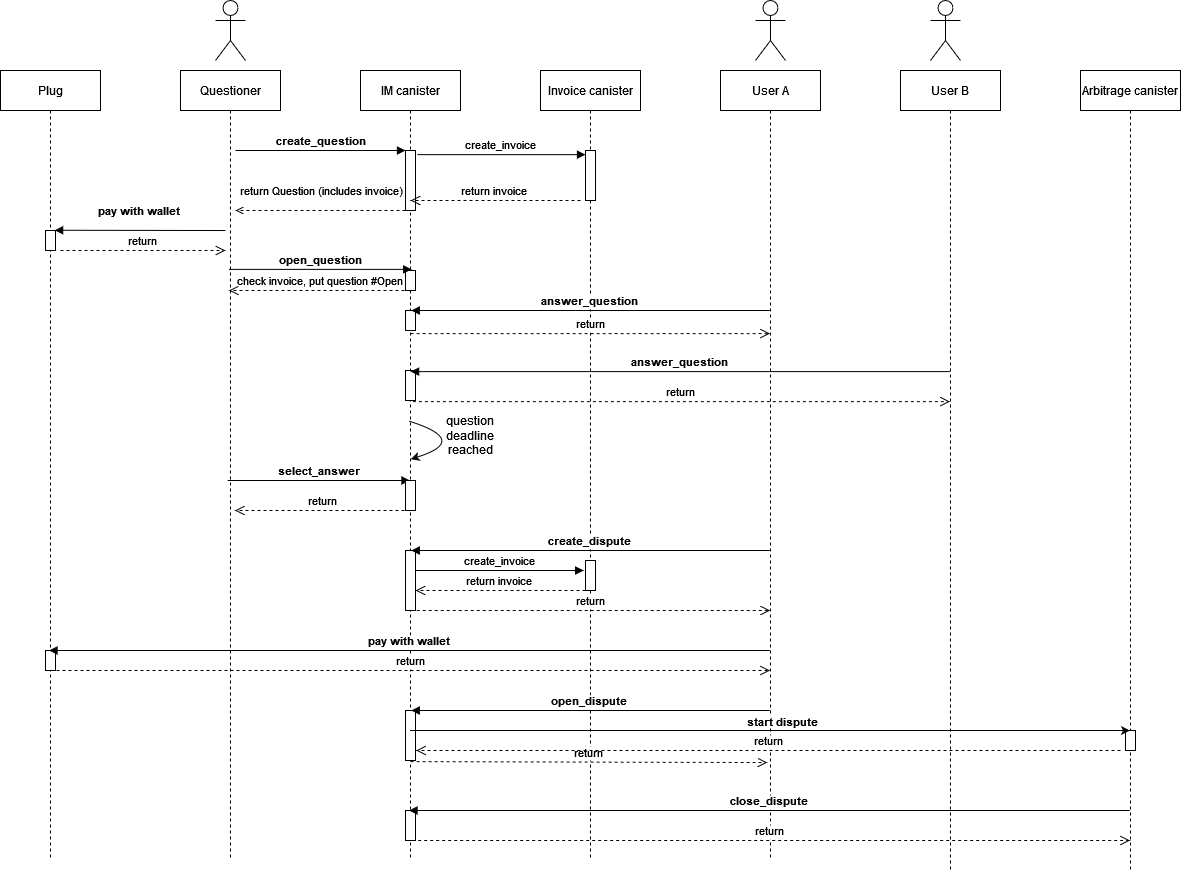 Plug
Questioner
IM canister
Invoice canister
User A
User B
Arbitrage canister
create_question
create_invoice
return Question (includes invoice)
return invoice
pay with wallet
return
open_question
check invoice, put question #Open
answer_question
return
answer_question
return
question
deadline
reached
select_answer
return
create_dispute
create_invoice
return invoice
return
pay with wallet
return
open_dispute
start dispute
return
return
close_dispute
return